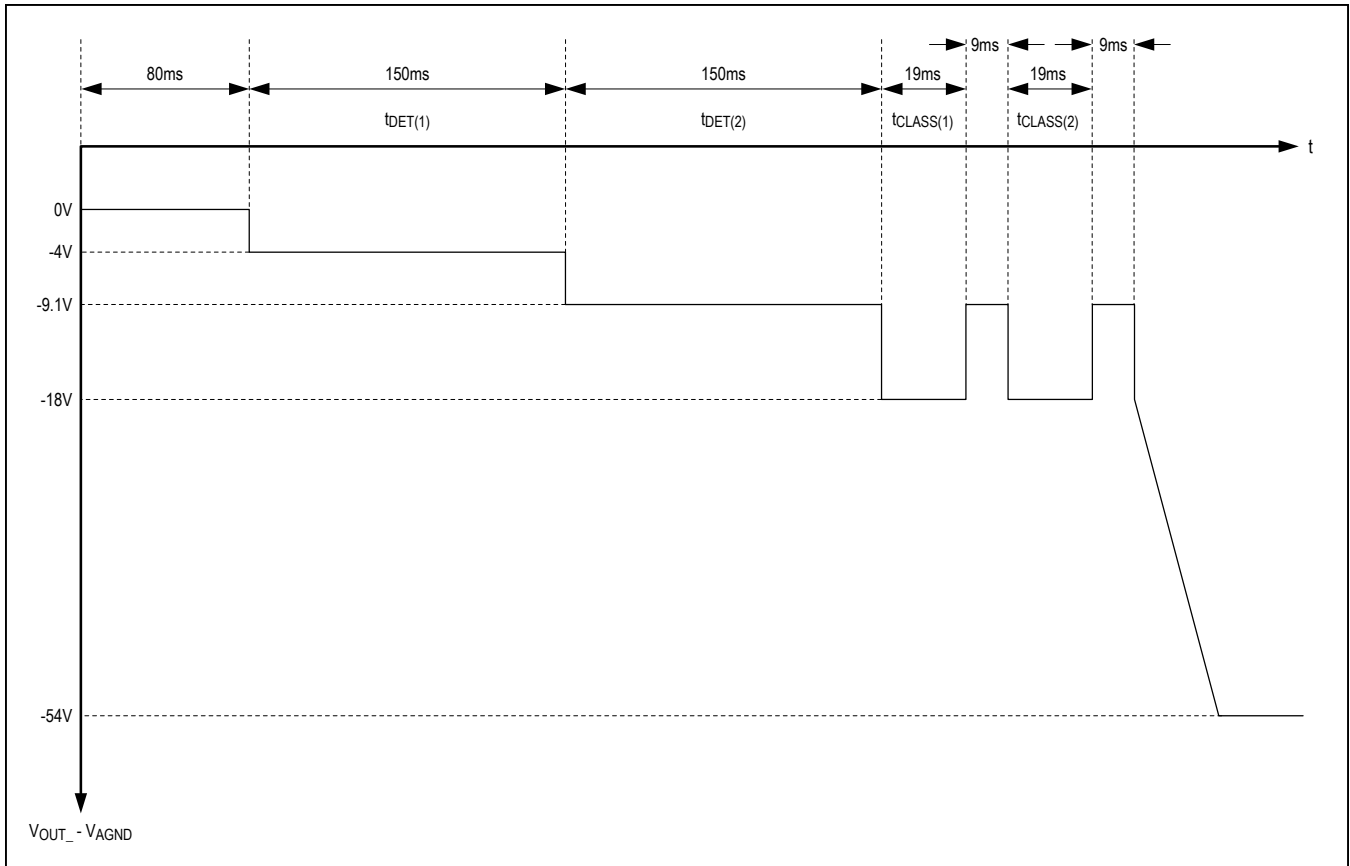 9ms 9ms
80ms 150ms 150ms 19ms 19ms
tDET(1) tDET(2) tCLASS(1) tCLASS(2)
t
0V
-4V
-9.1V
-18V
-54V
VOUT_ - VAGND